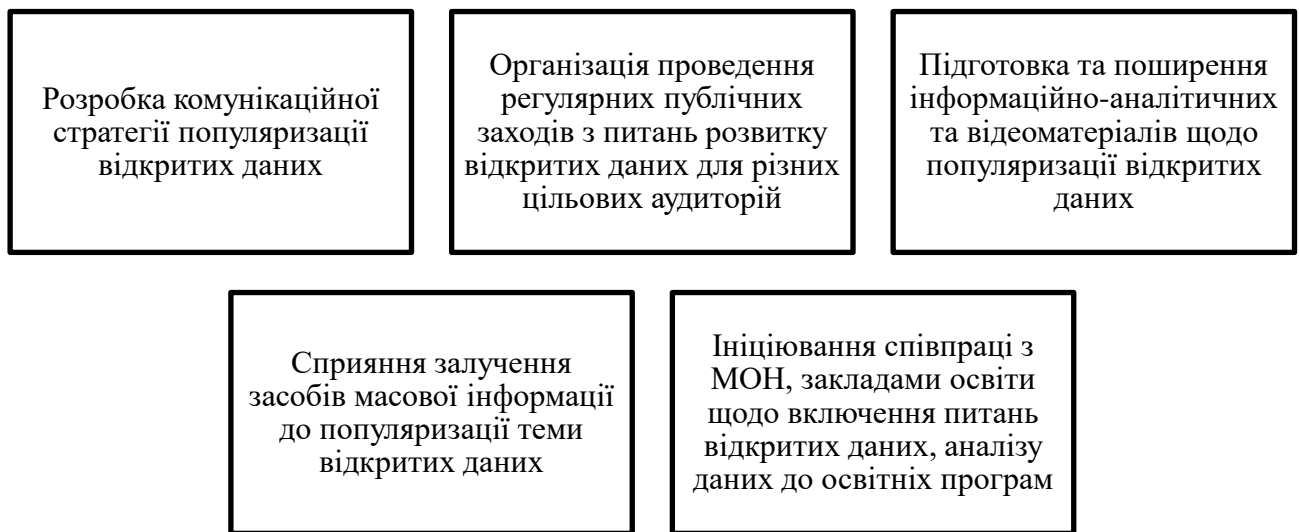 Розробка комунікаційної
стратегії популяризації
відкритих даних
Організація проведення
регулярних публічних
заходів з питань розвитку
відкритих даних для різних
цільових аудиторій
Підготовка та поширення
інформаційно-аналітичних
та відеоматеріалів щодо
популяризації відкритих
даних
Сприяння залучення
засобів масової інформації
до популяризації теми
відкритих даних
Ініціювання співпраці з
МОН, закладами освіти
щодо включення питань
відкритих даних, аналізу
даних до освітніх програм